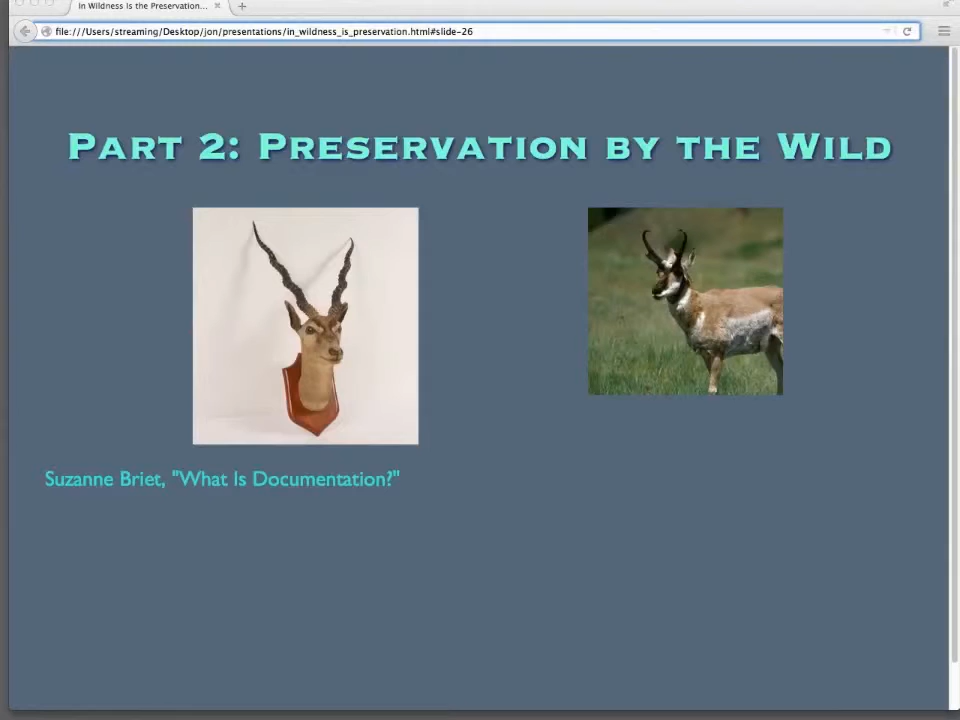 In Wildness Is the Preservation...
file:///Users/streaming/Desktop/jon/presentations/in_wildness_is_preservation.html#slide-26
Part 2: Preservation by the Wild
Suzanne Briet, "What Is Documentation?"